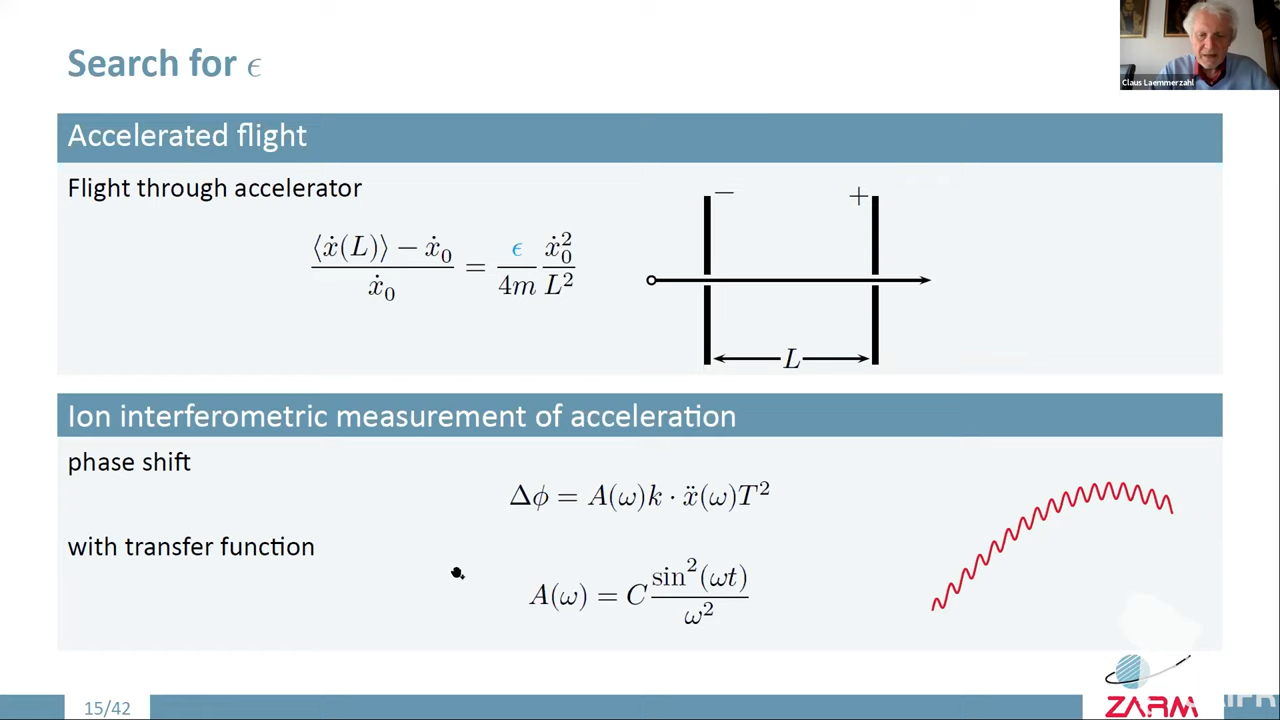 Search for ϵ
Claus Laemmerzahl
Accelerated flight
Flight through accelerator
− +
(⟨ẋ(L)⟩ − ẋ₀)/ẋ₀ = (ϵ/4m)(ẋ₀²/L²)
L
Ion interferometric measurement of acceleration
phase shift
Δϕ = A(ω)k · ẍ(ω)T²
with transfer function
A(ω) = C sin²(ωt)/ω²
15/42
ZARM